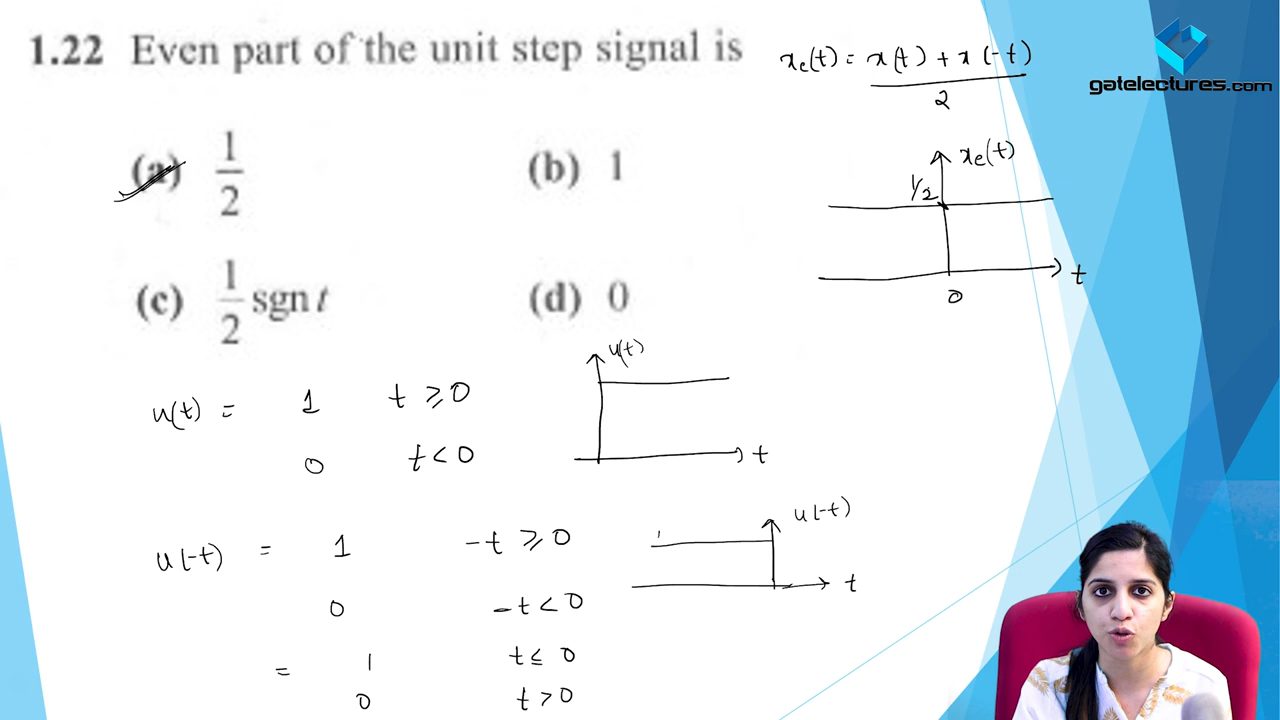 1.22 Even part of the unit step signal is
xe(t) = x(t) + x(-t)
2
gatelectures.com
(a) 1/2
(b) 1
(c) 1/2 sgn t
(d) 0
xe(t)
1/2
t
0
u(t) = 1 t ≥ 0
0 t < 0
u(t)
t
u(-t) = 1 -t ≥ 0
0 -t < 0
= 1 t ≤ 0
0 t > 0
u(-t)
t